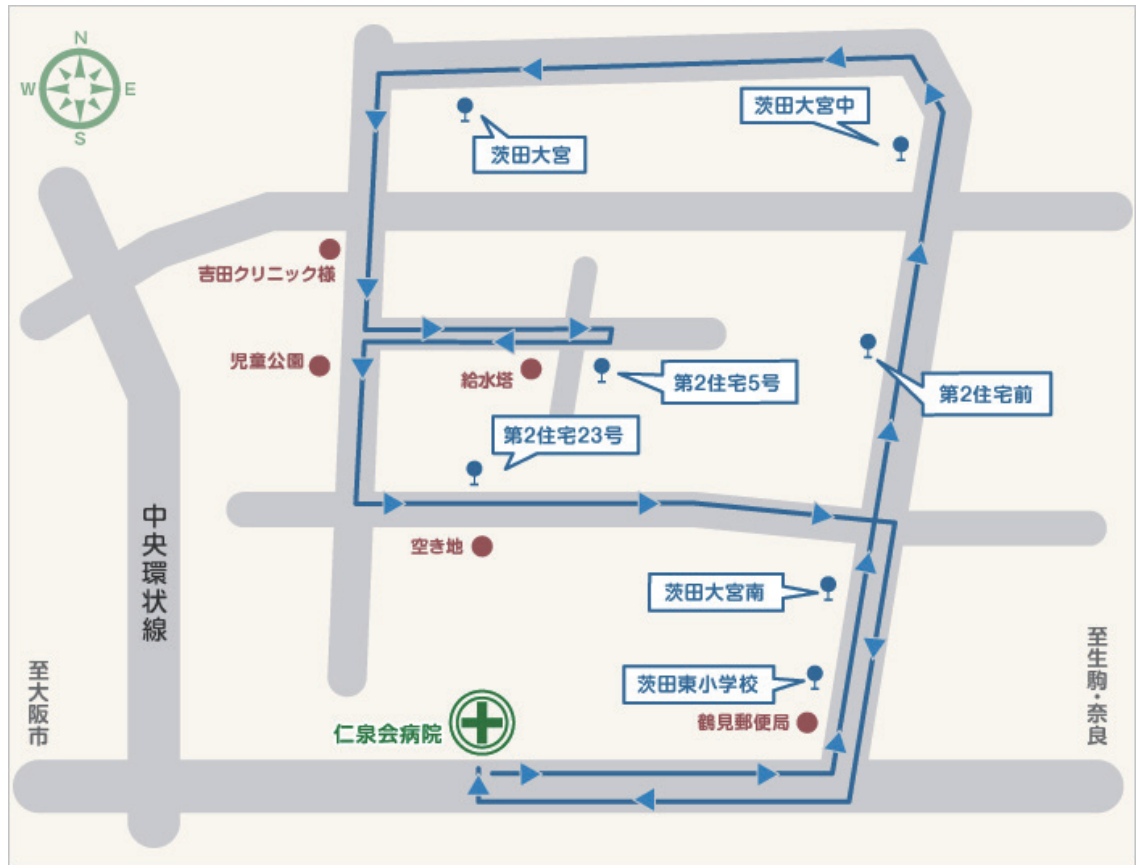 N
W
E
S
茨田大宮中
茨田大宮
吉田クリニック様
児童公園
給水塔
第2住宅5号
第2住宅前
第2住宅23号
中央環状線
空き地
茨田大宮南
至大阪市
至生駒・奈良
茨田東小学校
鶴見郵便局
仁泉会病院